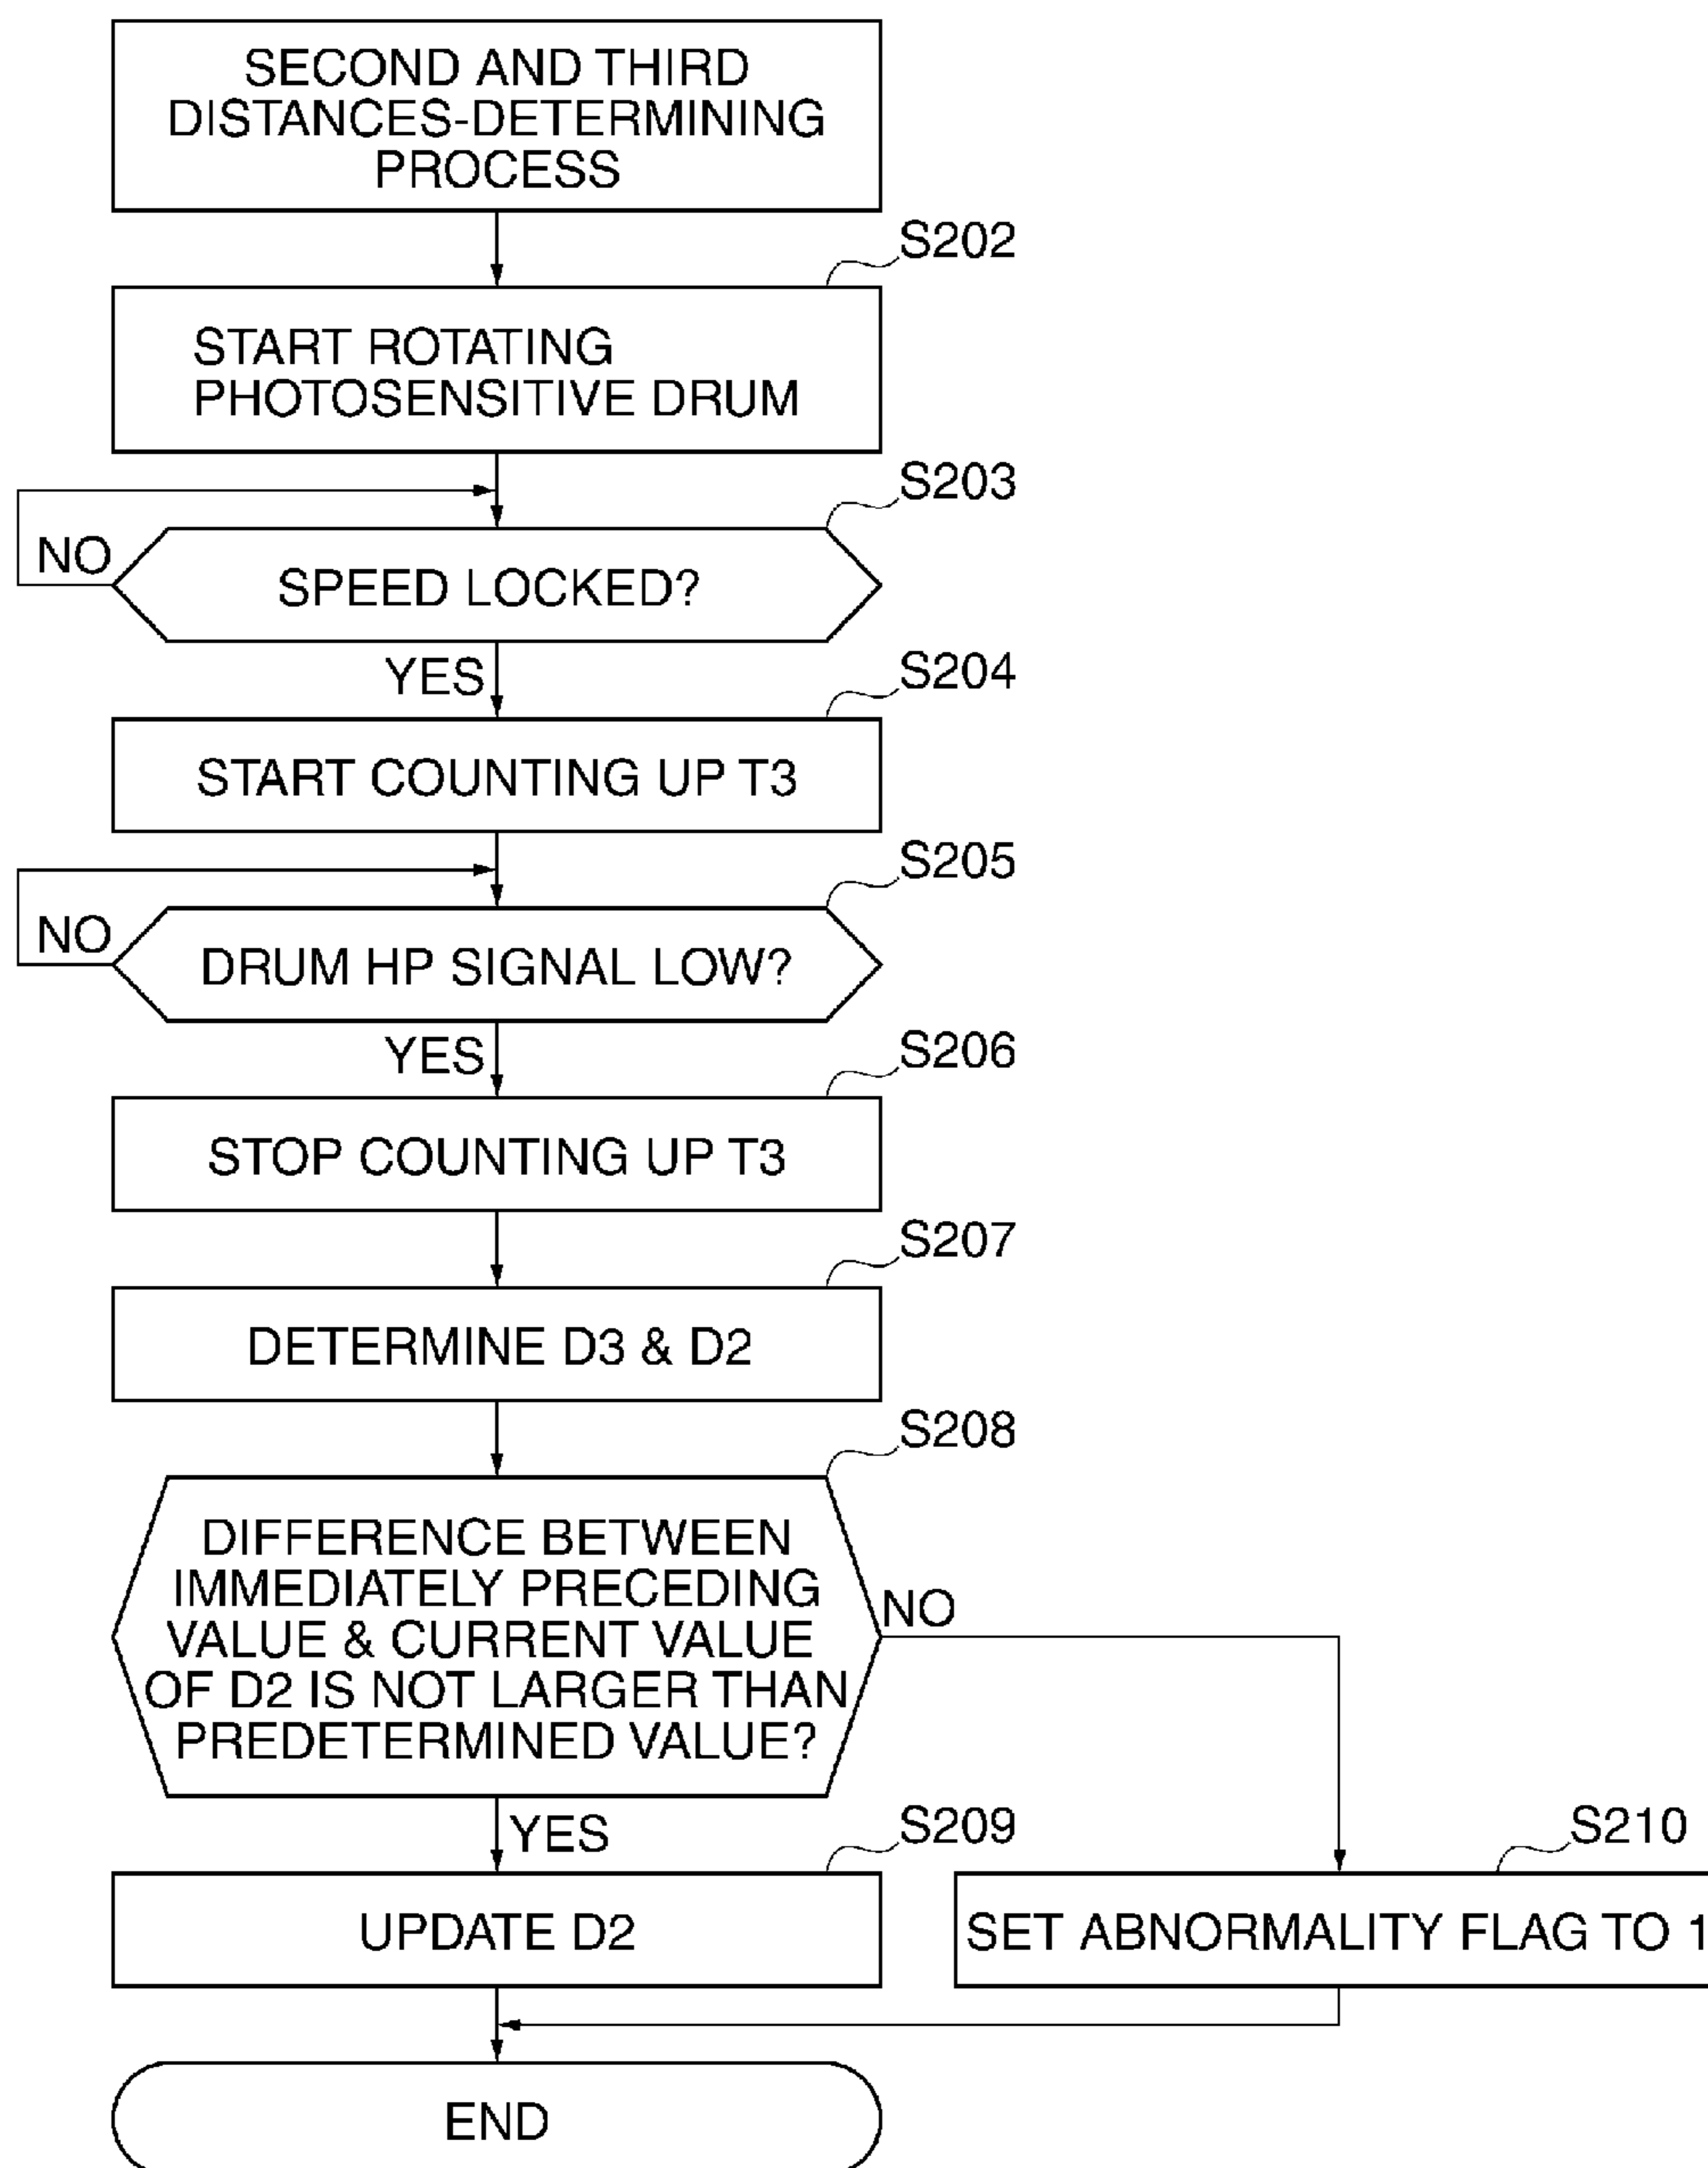 SECOND AND THIRD
DISTANCES-DETERMINING
PROCESS
S202
START ROTATING
PHOTOSENSITIVE DRUM
S203
NO
SPEED LOCKED?
YES
S204
START COUNTING UP T3
S205
NO
DRUM HP SIGNAL LOW?
YES
S206
STOP COUNTING UP T3
S207
DETERMINE D3 & D2
S208
DIFFERENCE BETWEEN
IMMEDIATELY PRECEDING
VALUE & CURRENT VALUE
OF D2 IS NOT LARGER THAN
PREDETERMINED VALUE?
NO
YES
S209
UPDATE D2
S210
SET ABNORMALITY FLAG TO 1
END